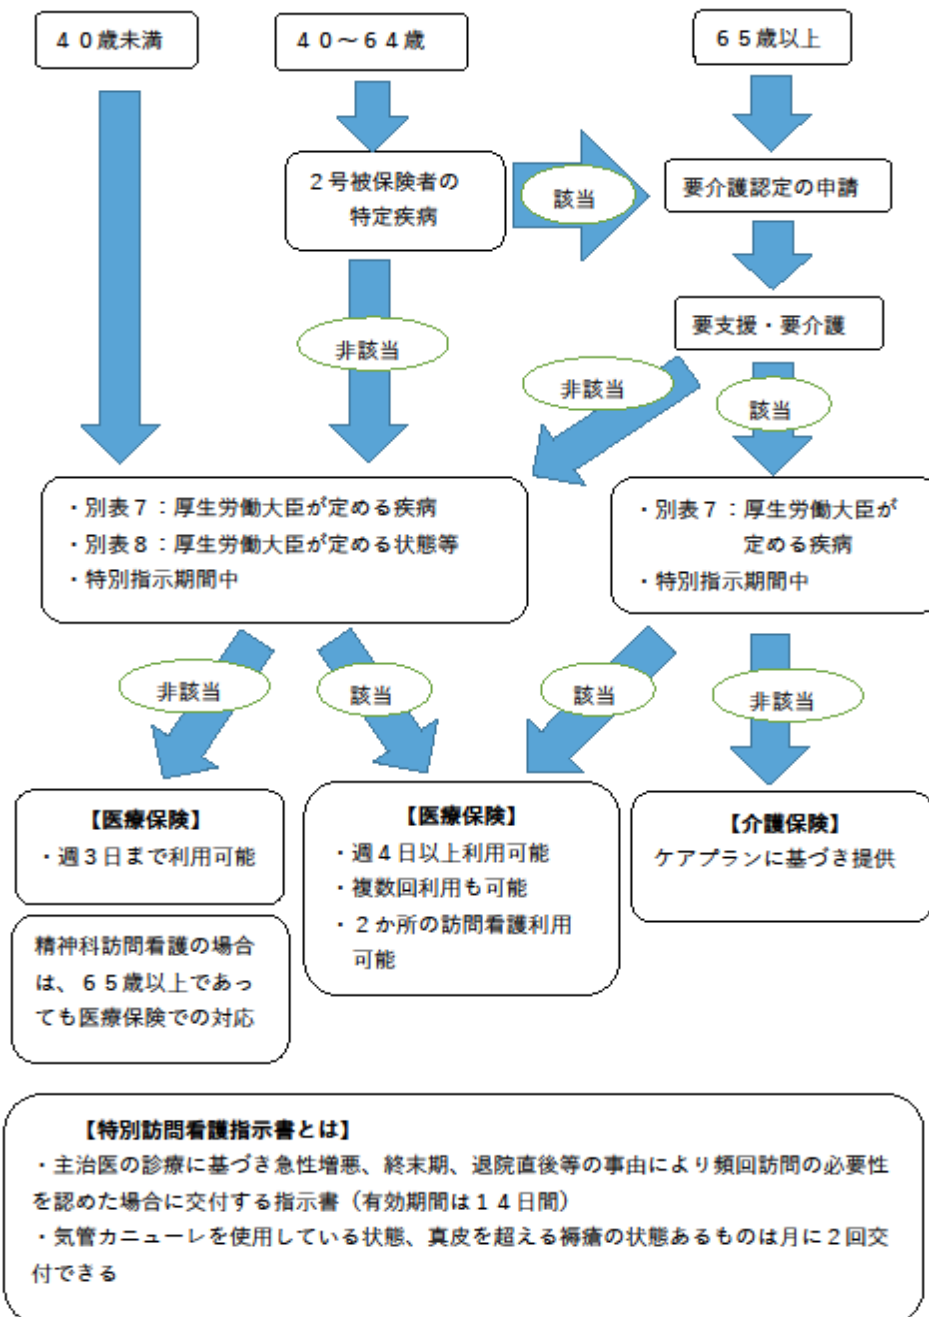 ４０歳未満
４０～６４歳
６５歳以上
２号被保険者の
特定疾病
該当
要介護認定の申請
要支援・要介護
非該当
非該当
該当
・別表７：厚生労働大臣が定める疾病
・別表８：厚生労働大臣が定める状態等
・特別指示期間中
・別表７：厚生労働大臣が
定める疾病
・特別指示期間中
非該当
該当
該当
非該当
【医療保険】
・週３日まで利用可能
【医療保険】
・週４日以上利用可能
・複数回利用も可能
・２か所の訪問看護利用
可能
【介護保険】
ケアプランに基づき提供
精神科訪問看護の場合
は、６５歳以上であっ
ても医療保険での対応
【特別訪問看護指示書とは】
・主治医の診療に基づき急性増悪、終末期、退院直後等の事由により頻回訪問の必要性
を認めた場合に交付する指示書（有効期間は１４日間）
・気管カニューレを使用している状態、真皮を超える褥瘡の状態あるものは月に２回交
付できる